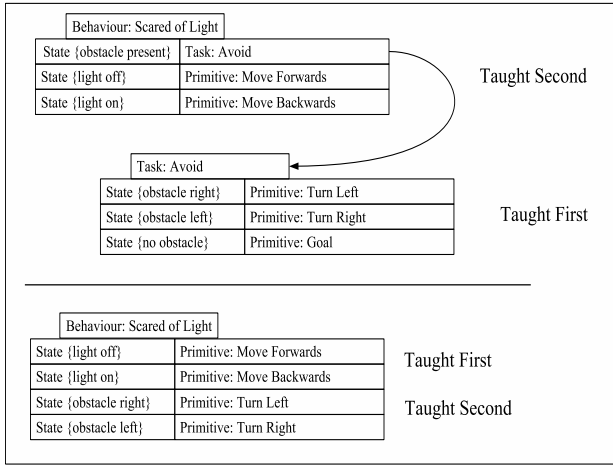 Behaviour: Scared of Light
State {obstacle present} Task: Avoid
State {light off} Primitive: Move Forwards
State {light on} Primitive: Move Backwards
Taught Second
Task: Avoid
State {obstacle right} Primitive: Turn Left
State {obstacle left} Primitive: Turn Right
State {no obstacle} Primitive: Goal
Taught First
Behaviour: Scared of Light
State {light off} Primitive: Move Forwards
State {light on} Primitive: Move Backwards
State {obstacle right} Primitive: Turn Left
State {obstacle left} Primitive: Turn Right
Taught First
Taught Second